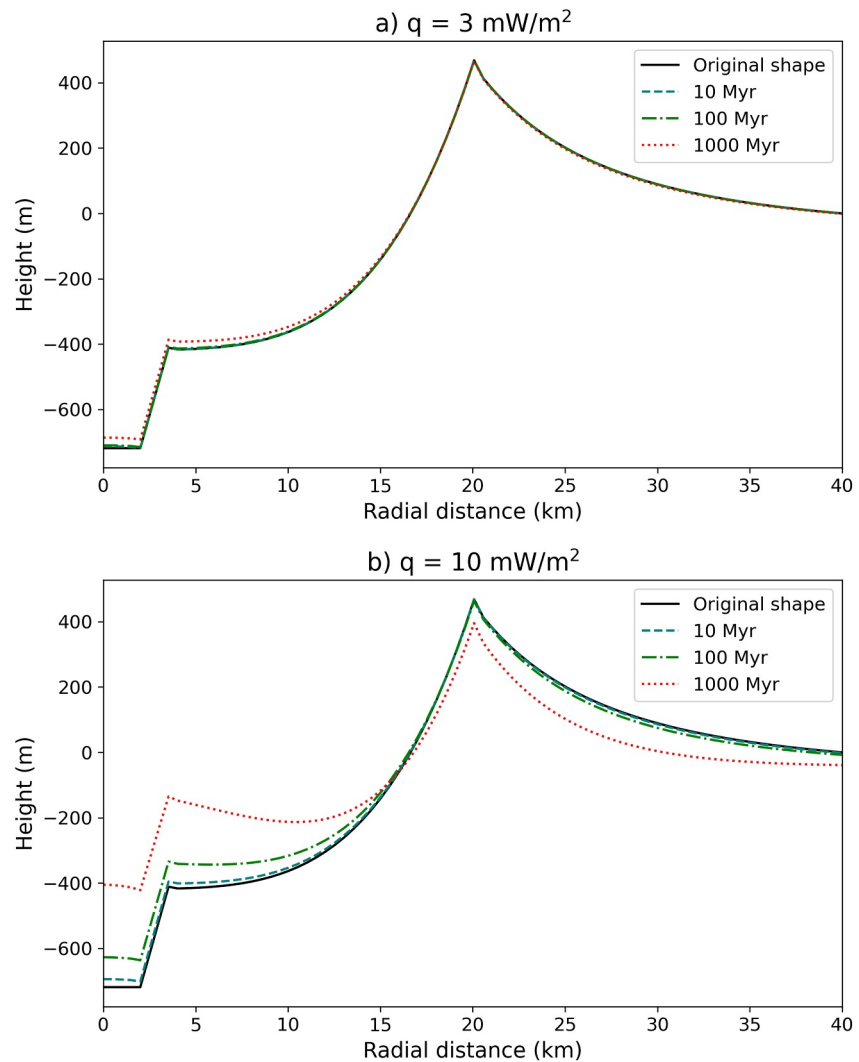 a) q = 3 mW/m²
400
200
0
−200
−400
−600
Height (m)
Original shape
10 Myr
100 Myr
1000 Myr
0 5 10 15 20 25 30 35 40
Radial distance (km)
b) q = 10 mW/m²
400
200
0
−200
−400
−600
Height (m)
Original shape
10 Myr
100 Myr
1000 Myr
0 5 10 15 20 25 30 35 40
Radial distance (km)